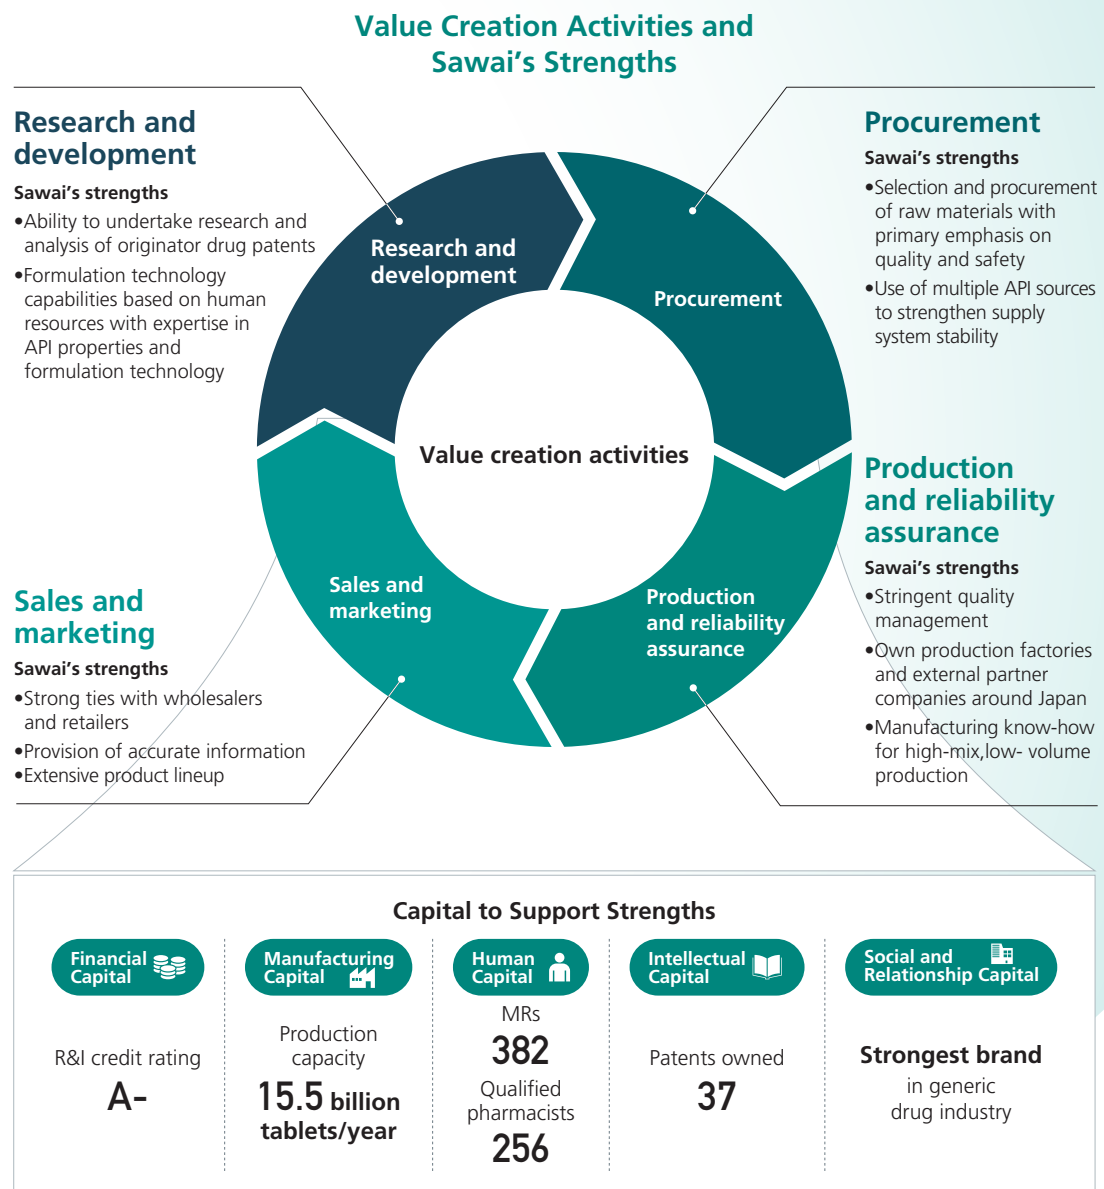 Value Creation Activities and
Sawai's Strengths
Research and
development
Sawai's strengths
•Ability to undertake research and
analysis of originator drug patents
•Formulation technology
capabilities based on human
resources with expertise in
API properties and
formulation technology
Procurement
Sawai's strengths
•Selection and procurement
of raw materials with
primary emphasis on
quality and safety
•Use of multiple API sources
to strengthen supply
system stability
Research and
development
Procurement
Value creation activities
Sales and
marketing
Production
and reliability
assurance
Production
and reliability
assurance
Sawai's strengths
•Stringent quality
management
•Own production factories
and external partner
companies around Japan
•Manufacturing know-how
for high-mix,low- volume
production
Sales and
marketing
Sawai's strengths
•Strong ties with wholesalers
and retailers
•Provision of accurate information
•Extensive product lineup
Capital to Support Strengths
Financial
Capital
R&I credit rating
A-
Manufacturing
Capital
Production
capacity
15.5 billion
tablets/year
Human
Capital
MRs
382
Qualified
pharmacists
256
Intellectual
Capital
Patents owned
37
Social and
Relationship Capital
Strongest brand
in generic
drug industry